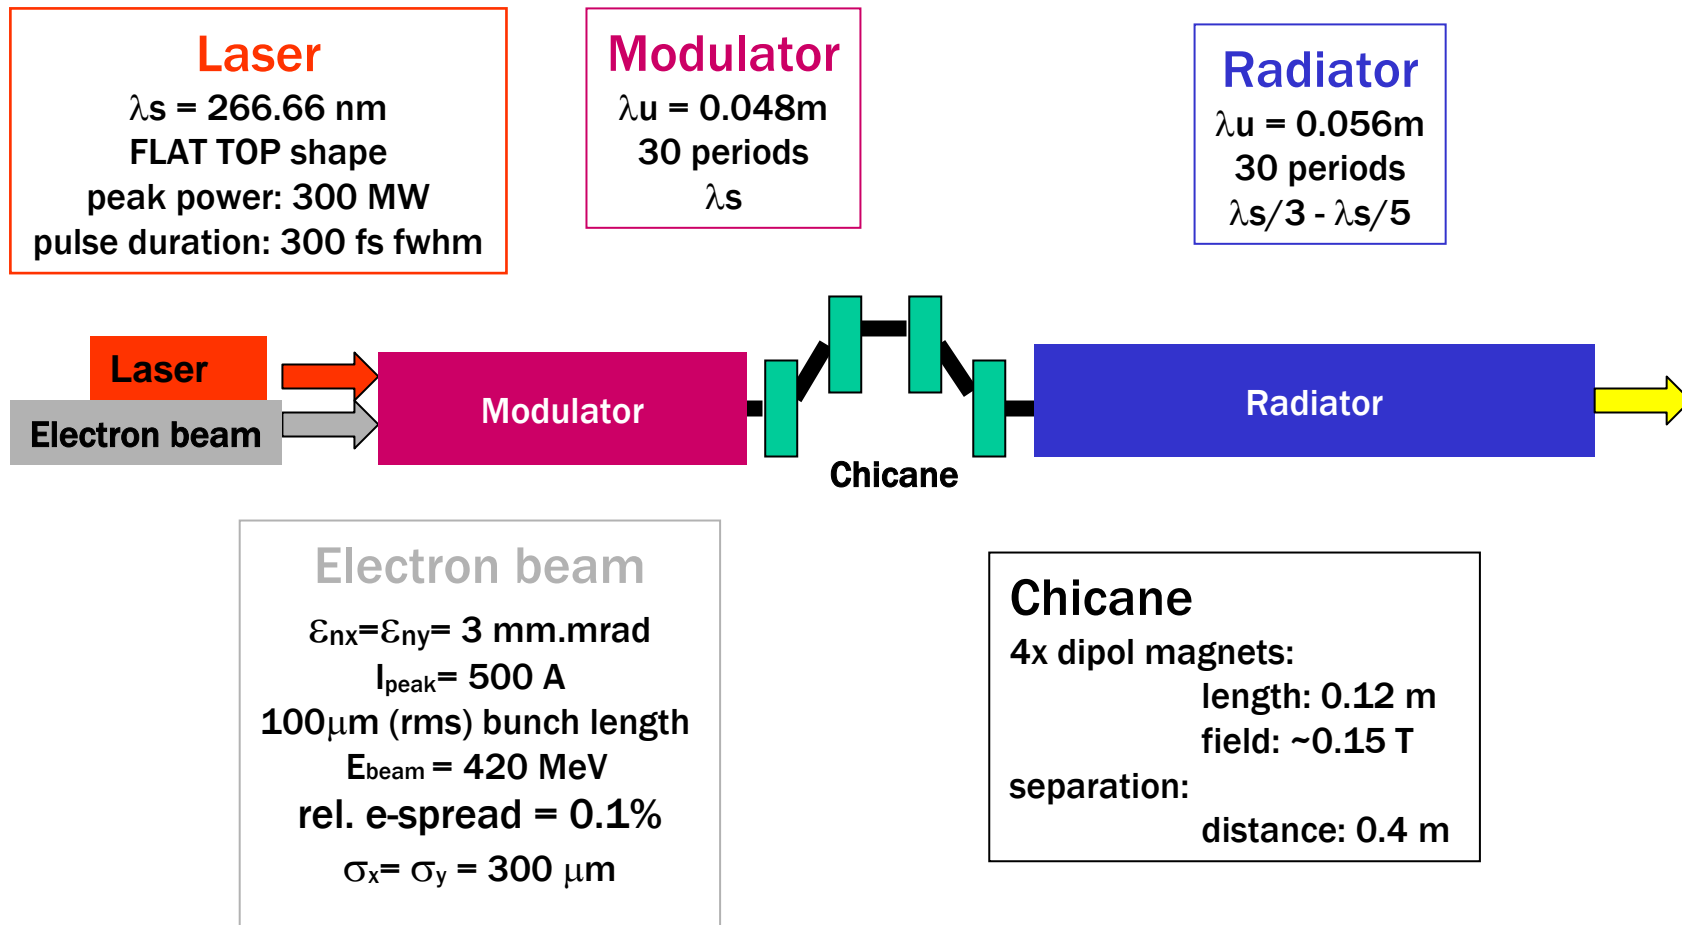 Laser
λs = 266.66 nm
FLAT TOP shape
peak power: 300 MW
pulse duration: 300 fs fwhm
Modulator
λu = 0.048m
30 periods
λs
Radiator
λu = 0.056m
30 periods
λs/3 - λs/5
Laser
Electron beam
Modulator
Chicane
Radiator
Electron beam
εnx=εny= 3 mm.mrad
Ipeak= 500 A
100μm (rms) bunch length
Ebeam = 420 MeV
rel. e-spread = 0.1%
σx= σy = 300 μm
Chicane
4x dipol magnets:
length: 0.12 m
field: ~0.15 T
separation:
distance: 0.4 m